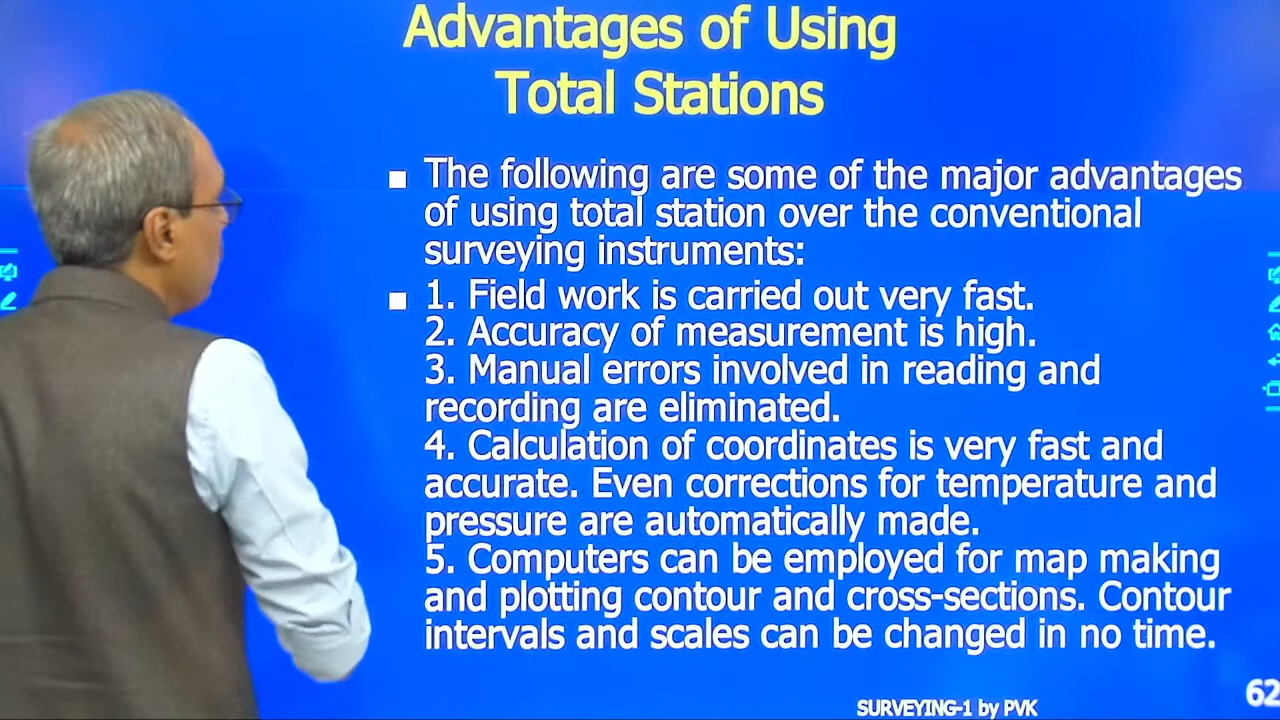 Advantages of Using
Total Stations
The following are some of the major advantages
of using total station over the conventional
surveying instruments:
1. Field work is carried out very fast.
2. Accuracy of measurement is high.
3. Manual errors involved in reading and
recording are eliminated.
4. Calculation of coordinates is very fast and
accurate. Even corrections for temperature and
pressure are automatically made.
5. Computers can be employed for map making
and plotting contour and cross-sections. Contour
intervals and scales can be changed in no time.
SURVEYING-1 by PVK
62